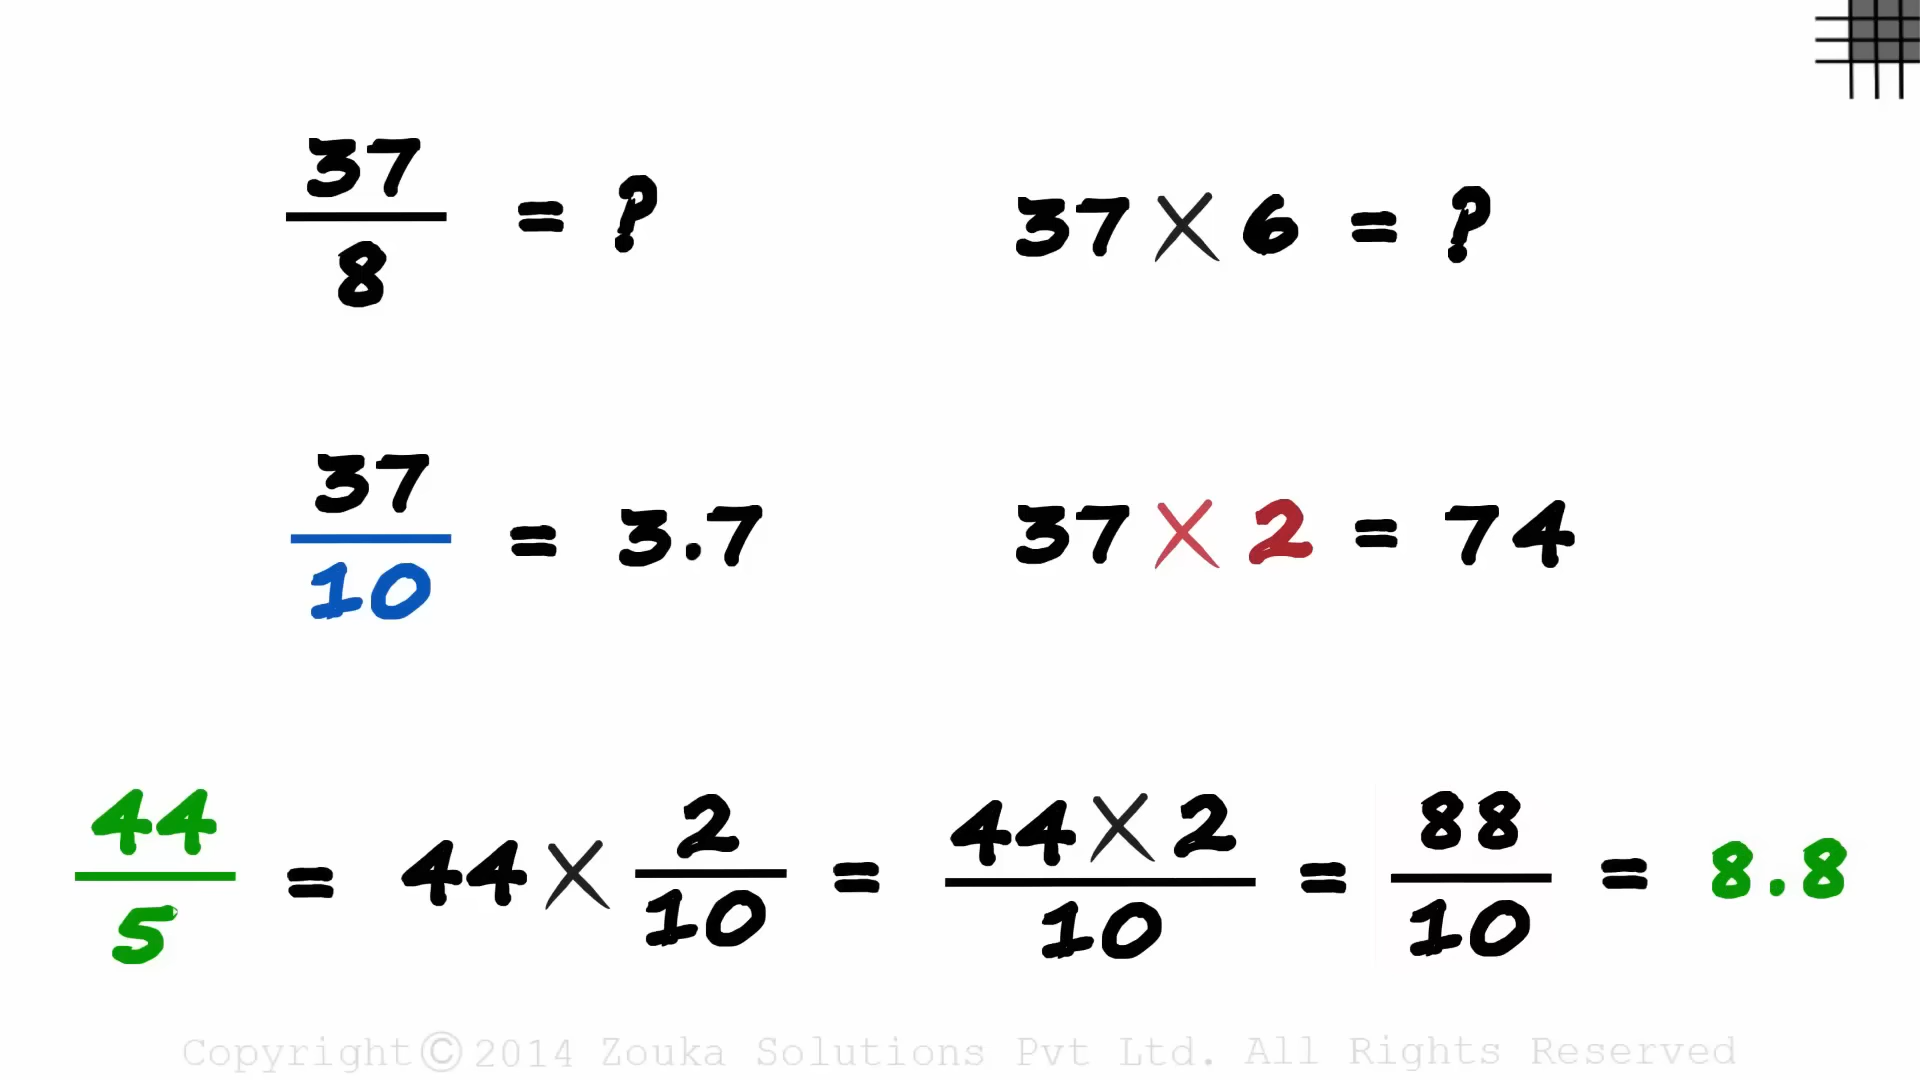 37/8 = ?
37 × 6 = ?
37/10 = 3.7
37 × 2 = 74
44/5 = 44 × 2/10 = 44 × 2/10 = 88/10 = 8.8
Copyright©2014 Zouka Solutions Pvt Ltd. All Rights Reserved